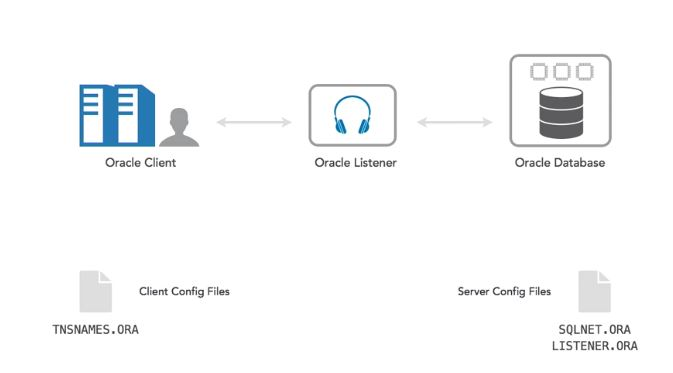 Oracle Client
Oracle Listener
Oracle Database
Client Config Files
Server Config Files
TNSNAMES.ORA
SQLNET.ORA
LISTENER.ORA